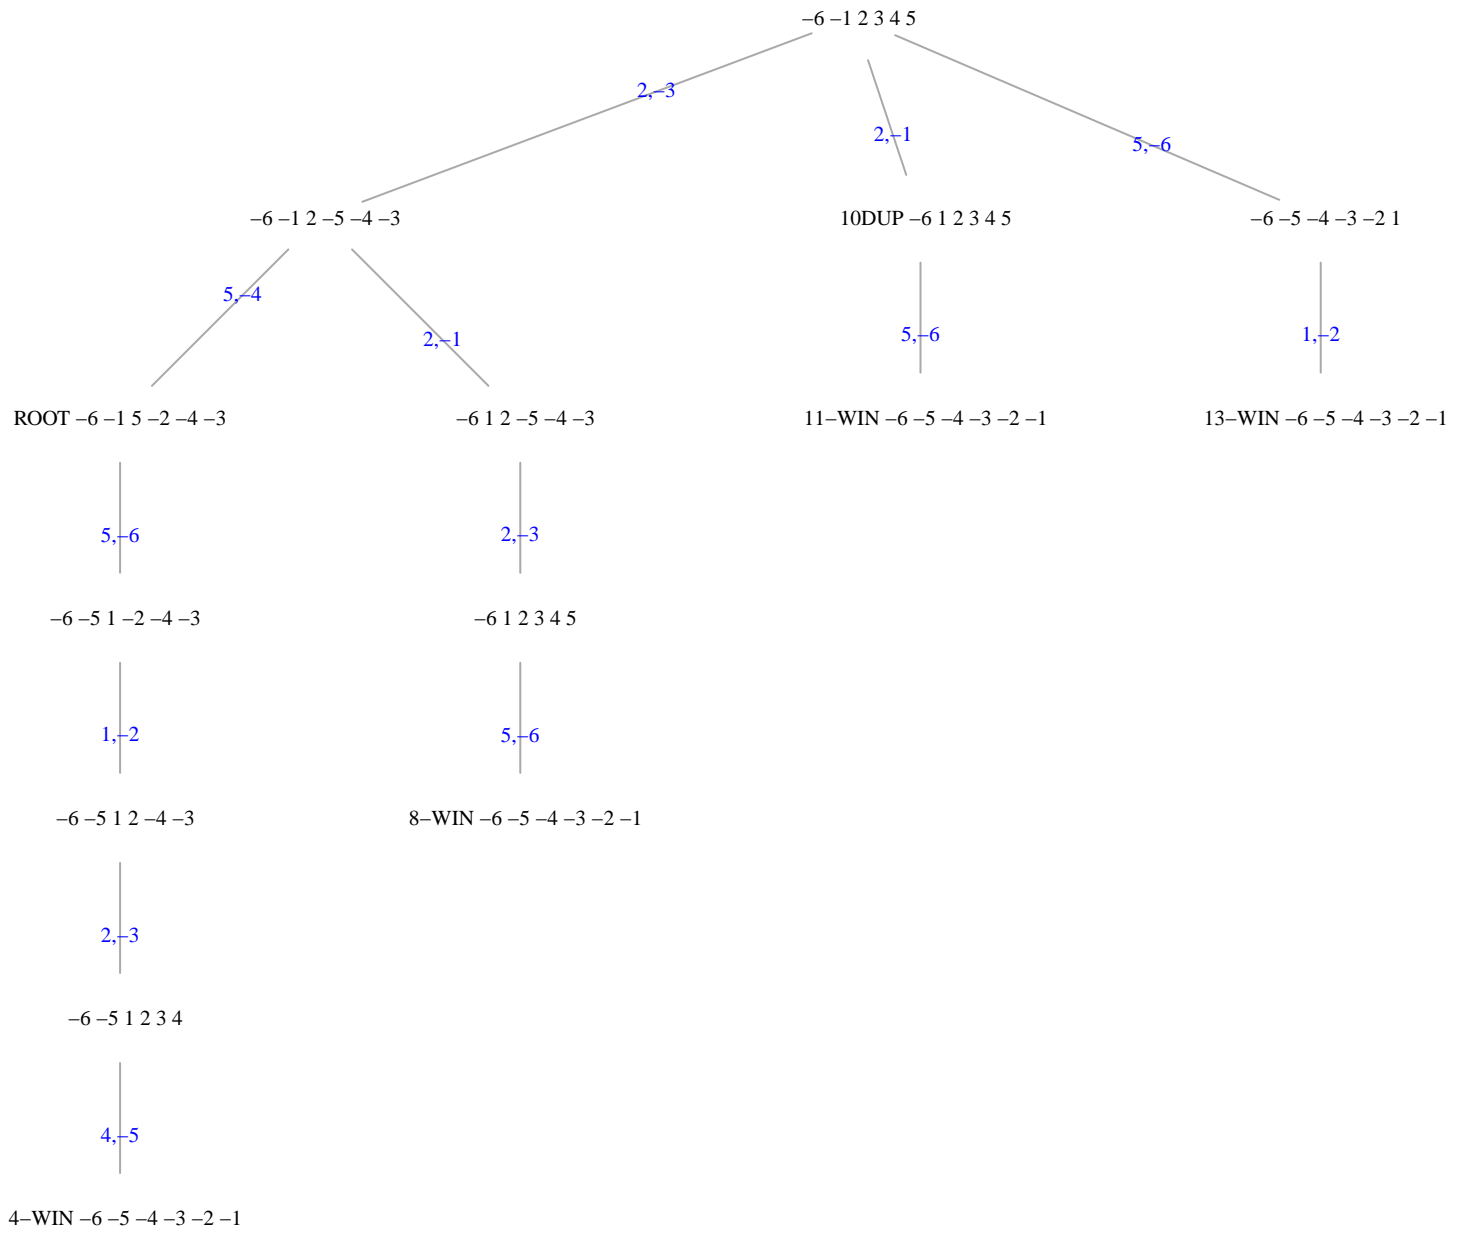 −6 −1 2 3 4 5
2,−3
2,−1
5,−6
−6 −1 2 −5 −4 −3
10DUP −6 1 2 3 4 5
−6 −5 −4 −3 −2 1
5,−4
2,−1
5,−6
1,−2
ROOT −6 −1 5 −2 −4 −3
−6 1 2 −5 −4 −3
11−WIN −6 −5 −4 −3 −2 −1
13−WIN −6 −5 −4 −3 −2 −1
5,−6
2,−3
−6 −5 1 −2 −4 −3
−6 1 2 3 4 5
1,−2
5,−6
−6 −5 1 2 −4 −3
8−WIN −6 −5 −4 −3 −2 −1
2,−3
−6 −5 1 2 3 4
4,−5
4−WIN −6 −5 −4 −3 −2 −1